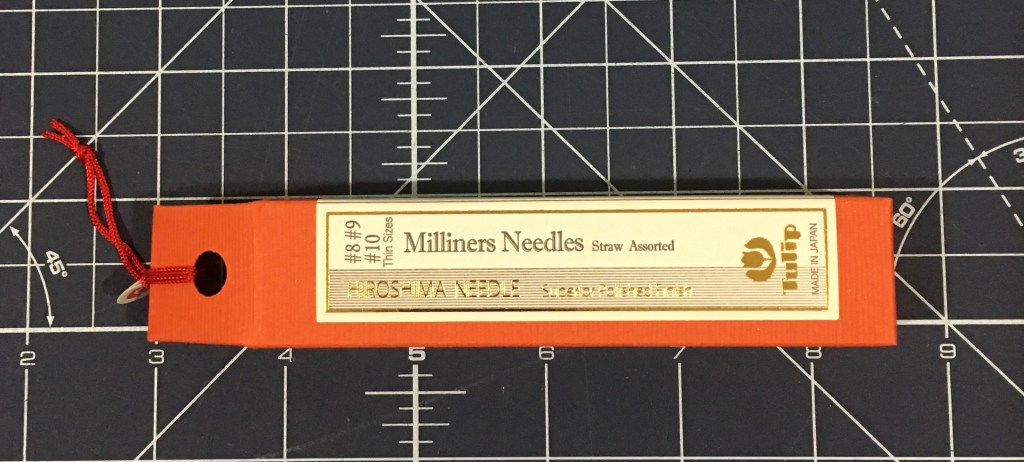 #8 #9
#10
Thin Sizes
Milliners Needles Straw Assorted
HIROSHIMA NEEDLE
Tulip
MADE IN JAPAN
45°
60°
3
2 3 4 5 6 7 8 9